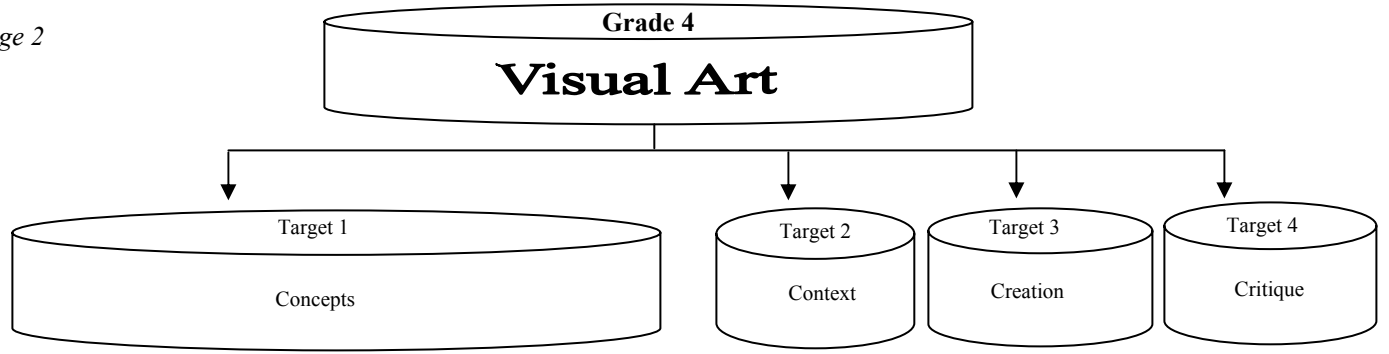 Grade 4
ge 2
Visual Art
Target 1
Target 2
Target 3
Target 4
Concepts
Context
Creation
Critique